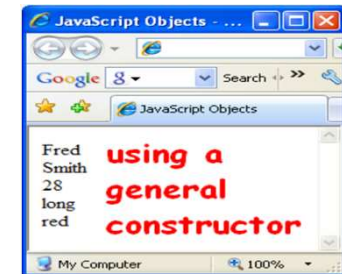 JavaScript Objects - ...
Google
Search
»
JavaScript Objects
Fred
Smith
28
long
red
using a
general
constructor
My Computer
100%